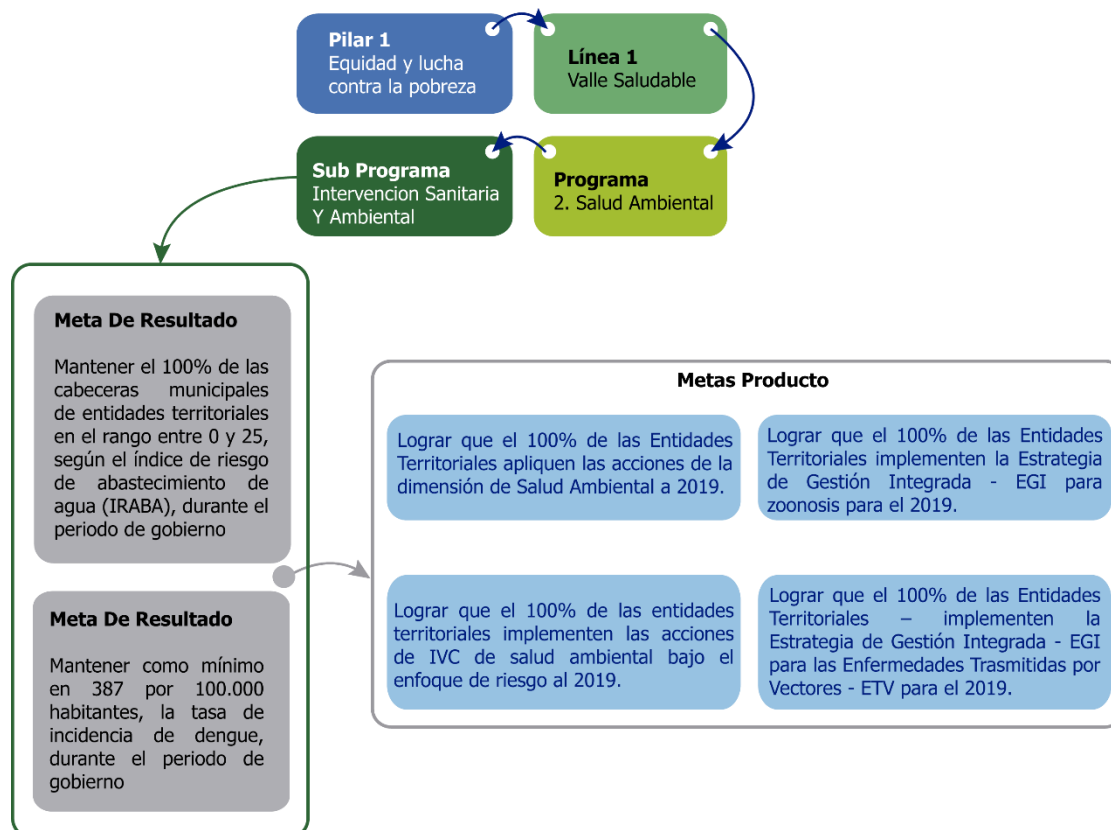 Pilar 1
Equidad y lucha
contra la pobreza
Línea 1
Valle Saludable
Sub Programa
Intervencion Sanitaria
Y Ambiental
Programa
2. Salud Ambiental
Meta De Resultado
Mantener el 100% de las
cabeceras municipales
de entidades territoriales
en el rango entre 0 y 25,
según el índice de riesgo
de abastecimiento de
agua (IRABA), durante el
periodo de gobierno
Meta De Resultado
Mantener como mínimo
en 387 por 100.000
habitantes, la tasa de
incidencia de dengue,
durante el periodo de
gobierno
Metas Producto
Lograr que el 100% de las Entidades
Territoriales apliquen las acciones de la
dimensión de Salud Ambiental a 2019.
Lograr que el 100% de las Entidades
Territoriales implementen la Estrategia
de Gestión Integrada - EGI para
zoonosis para el 2019.
Lograr que el 100% de las entidades
territoriales implementen las acciones
de IVC de salud ambiental bajo el
enfoque de riesgo al 2019.
Lograr que el 100% de las Entidades
Territoriales – implementen la
Estrategia de Gestión Integrada - EGI
para las Enfermedades Trasmitidas por
Vectores - ETV para el 2019.